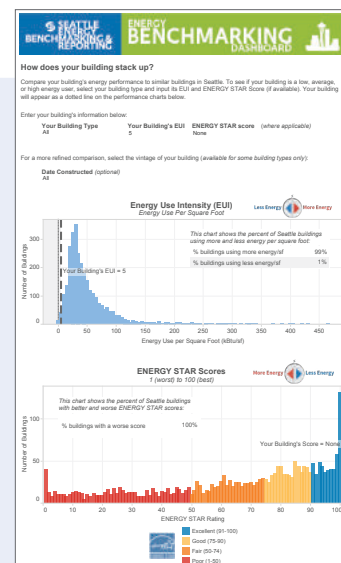 SEATTLE
ENERGY
BENCHMARKING &
REPORTING
ENERGY
BENCHMARKING
DASHBOARD
How does your building stack up?
Compare your building's energy performance to similar buildings in Seattle. To see if your building is a low, average,
or high energy user, select your building type and input its EUI and ENERGY STAR Score (if available). Your building
will appear as a dotted line on the performance charts below.
Enter your building's information below:
Your Building Type Your Building's EUI ENERGY STAR score (where applicable)
All 5 None
For a more refined comparison, select the vintage of your building (available for some building types only):
Date Constructed (optional)
All
Energy Use Intensity (EUI)
Energy Use Per Square Foot
Less Energy More Energy
This chart shows the percent of Seattle buildings
using more and less energy per square foot:
% buildings using more energy/sf 99%
% buildings using less energy/sf 1%
Your Building's EUI = 5
Number of Buildings
300
200
100
0
0 50 100 150 200 250 300 350 400 450
Energy Use per Square Foot (kBtu/sf)
ENERGY STAR Scores
1 (worst) to 100 (best)
More Energy Less Energy
This chart shows the percent of Seattle buildings
with better and worse ENERGY STAR scores:
% buildings with a worse score 100%
Your Building's Score = None
Number of Buildings
100
50
0
0 10 20 30 40 50 60 70 80 90 100
ENERGY STAR Rating
Excellent (91-100)
Good (75-90)
Fair (50-74)
Poor (1-50)